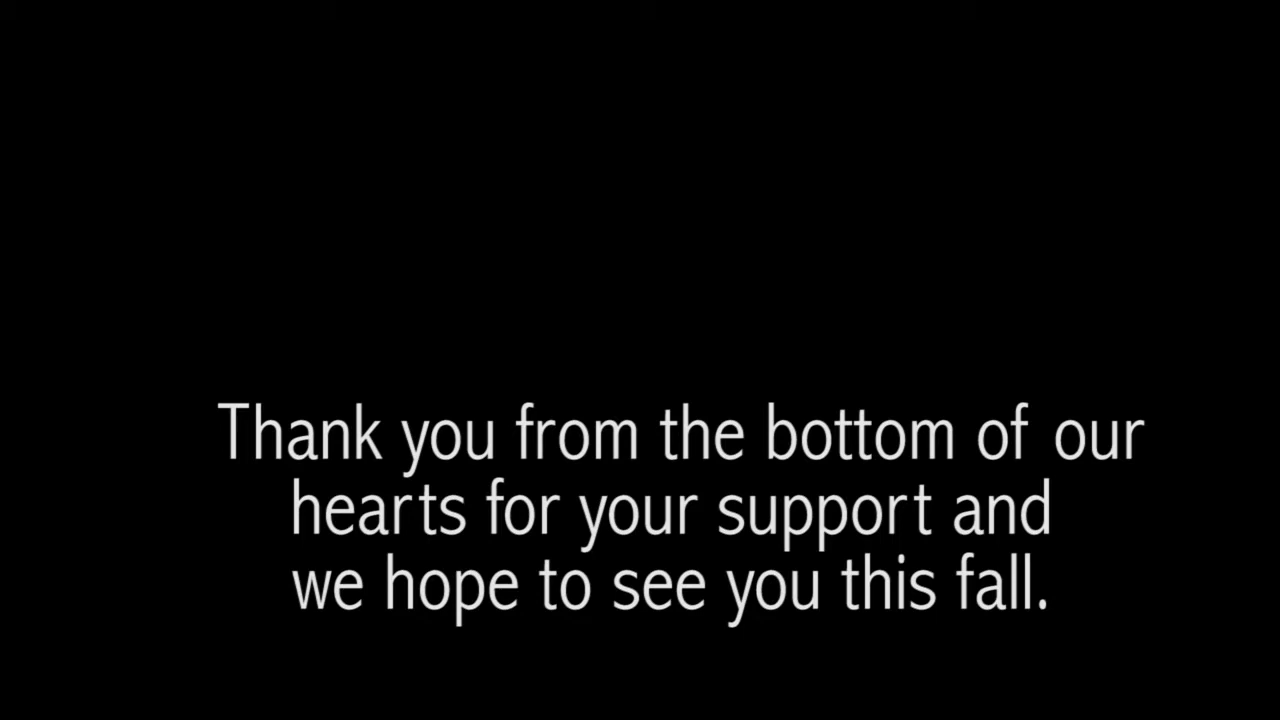 Thank you from the bottom of our
hearts for your support and
we hope to see you this fall.